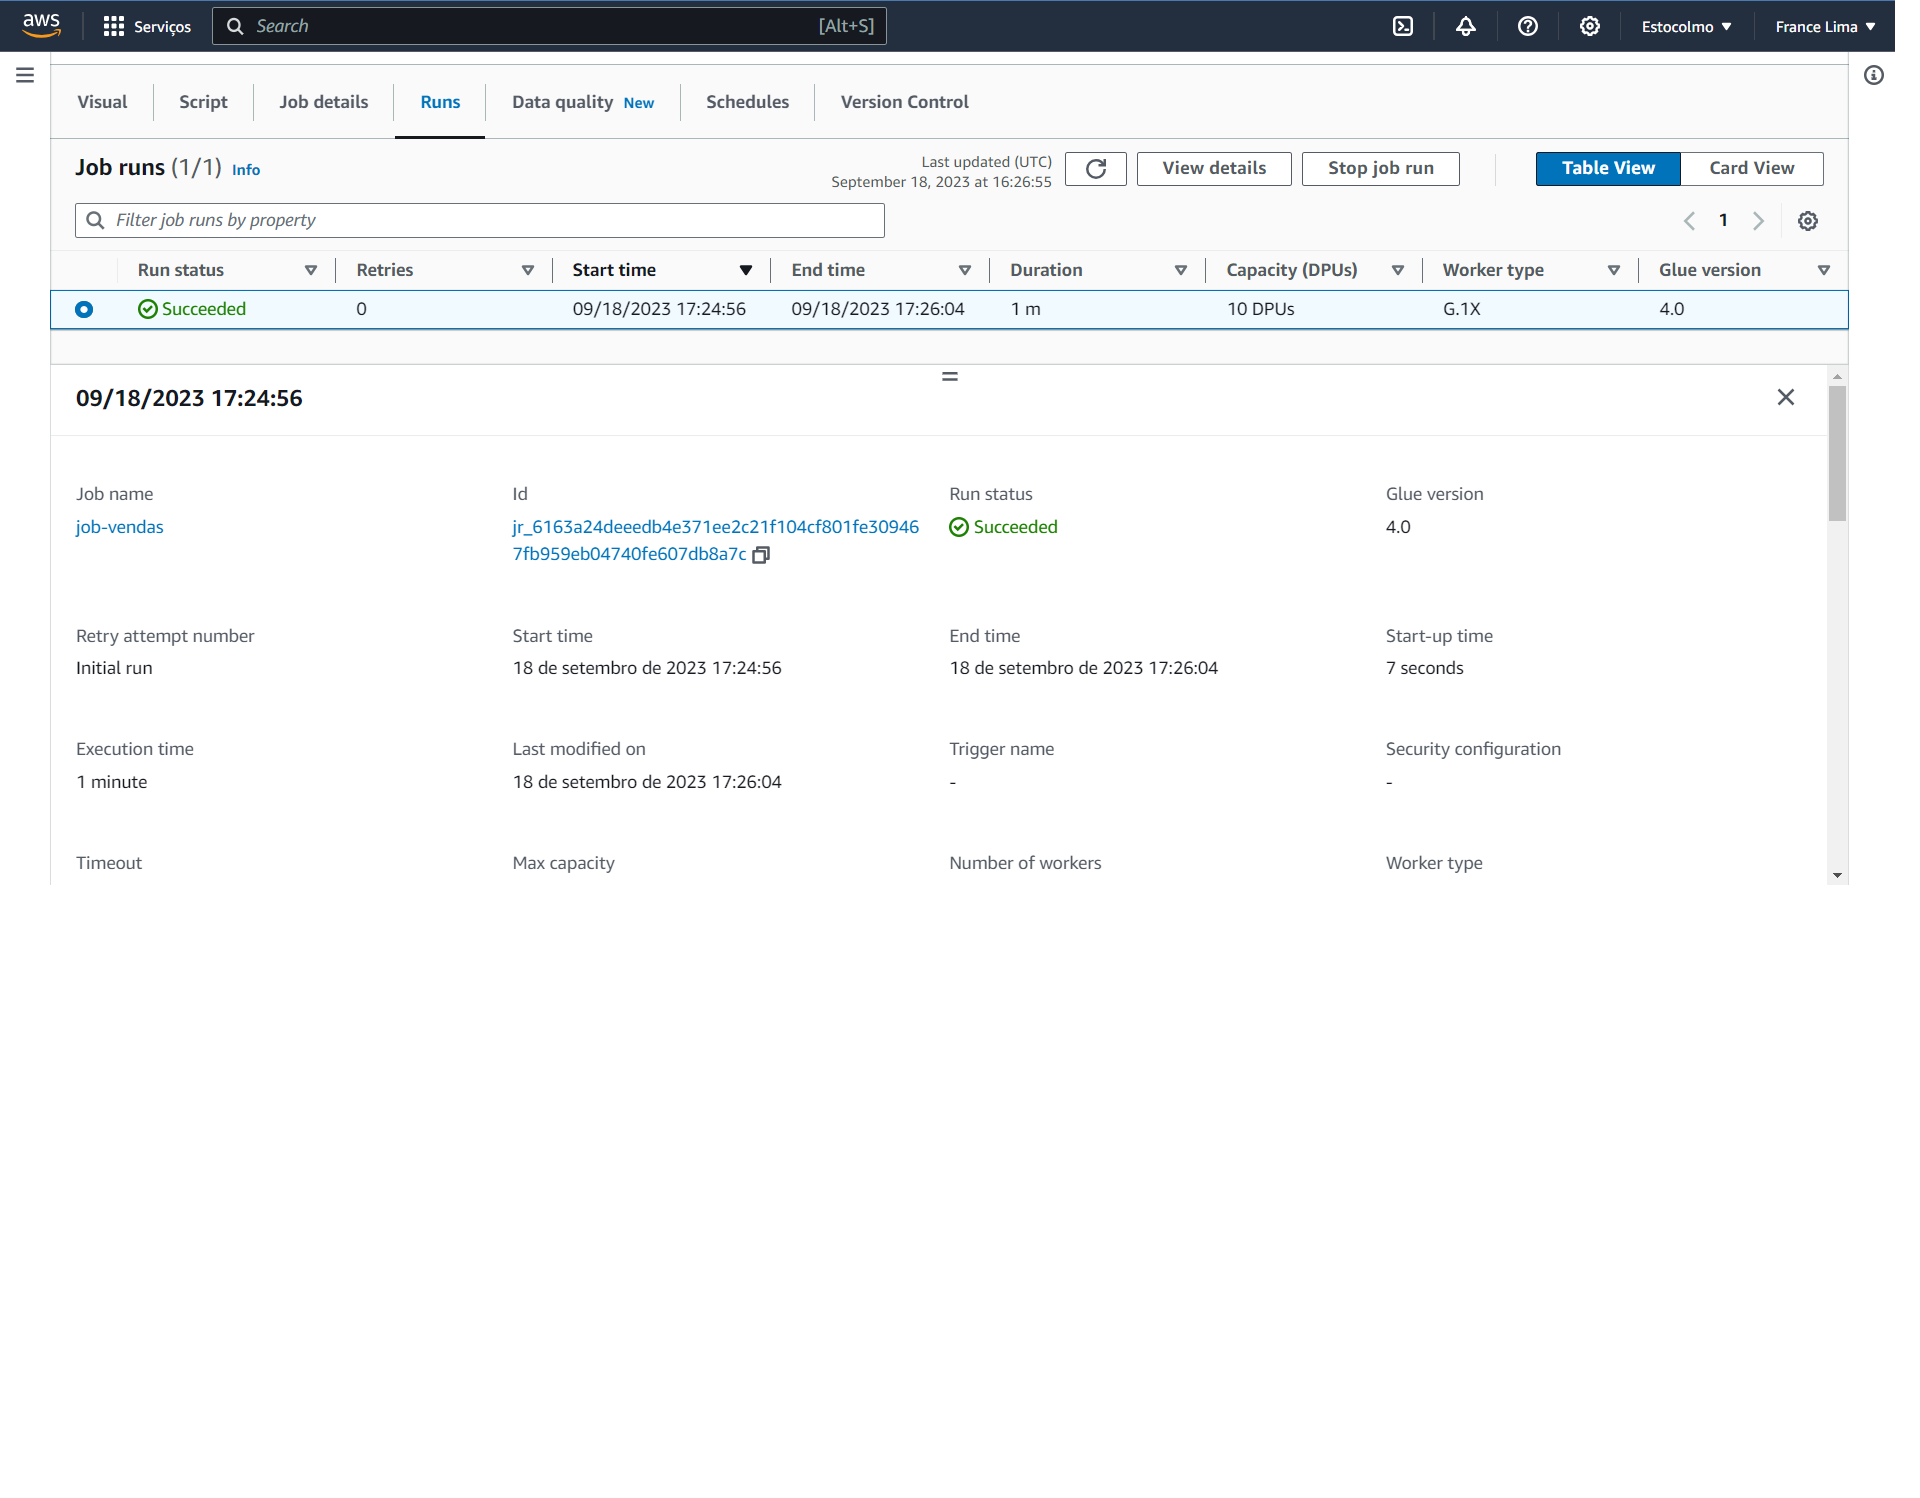 aws Serviços Search [Alt+S] Estocolmo France Lima
Visual Script Job details Runs Data quality New Schedules Version Control
Job runs (1/1) Info
Last updated (UTC)
September 18, 2023 at 16:26:55
View details Stop job run Table View Card View
Filter job runs by property
1
Run status Retries Start time End time Duration Capacity (DPUs) Worker type Glue version
Succeeded 0 09/18/2023 17:24:56 09/18/2023 17:26:04 1 m 10 DPUs G.1X 4.0
09/18/2023 17:24:56
Job name Id Run status Glue version
job-vendas jr_6163a24deeedb4e371ee2c21f104cf801fe30946 Succeeded 4.0
7fb959eb04740fe607db8a7c
Retry attempt number Start time End time Start-up time
Initial run 18 de setembro de 2023 17:24:56 18 de setembro de 2023 17:26:04 7 seconds
Execution time Last modified on Trigger name Security configuration
1 minute 18 de setembro de 2023 17:26:04 - -
Timeout Max capacity Number of workers Worker type